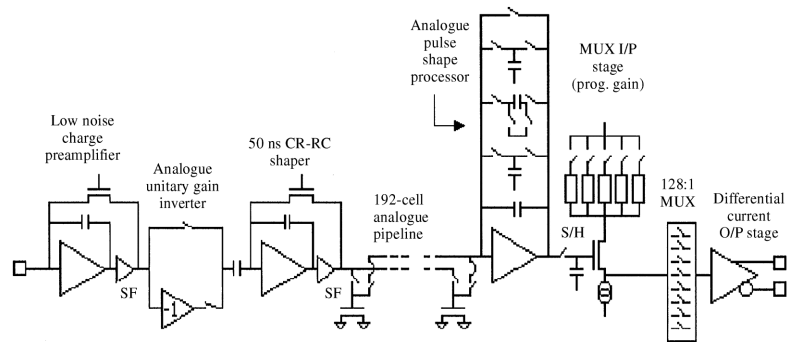 Analogue
pulse
shape
processor
MUX I/P
stage
(prog. gain)
Low noise
charge
preamplifier
Analogue
unitary gain
inverter
50 ns CR-RC
shaper
192-cell
analogue
pipeline
128:1
MUX
Differential
current
O/P stage
S/H
SF
-1
SF